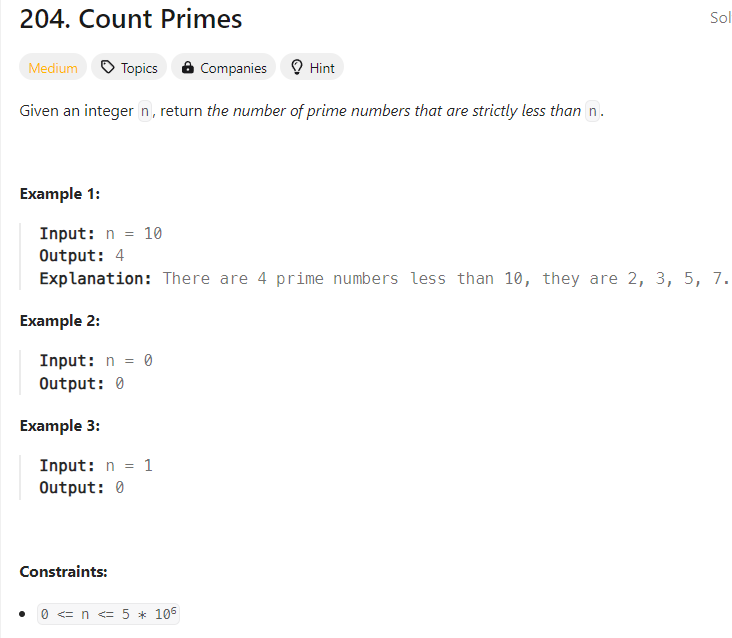 204. Count Primes
Sol
Medium Topics Companies Hint
Given an integer n, return the number of prime numbers that are strictly less than n.
Example 1:
Input: n = 10
Output: 4
Explanation: There are 4 prime numbers less than 10, they are 2, 3, 5, 7.
Example 2:
Input: n = 0
Output: 0
Example 3:
Input: n = 1
Output: 0
Constraints:
• 0 <= n <= 5 * 10⁶